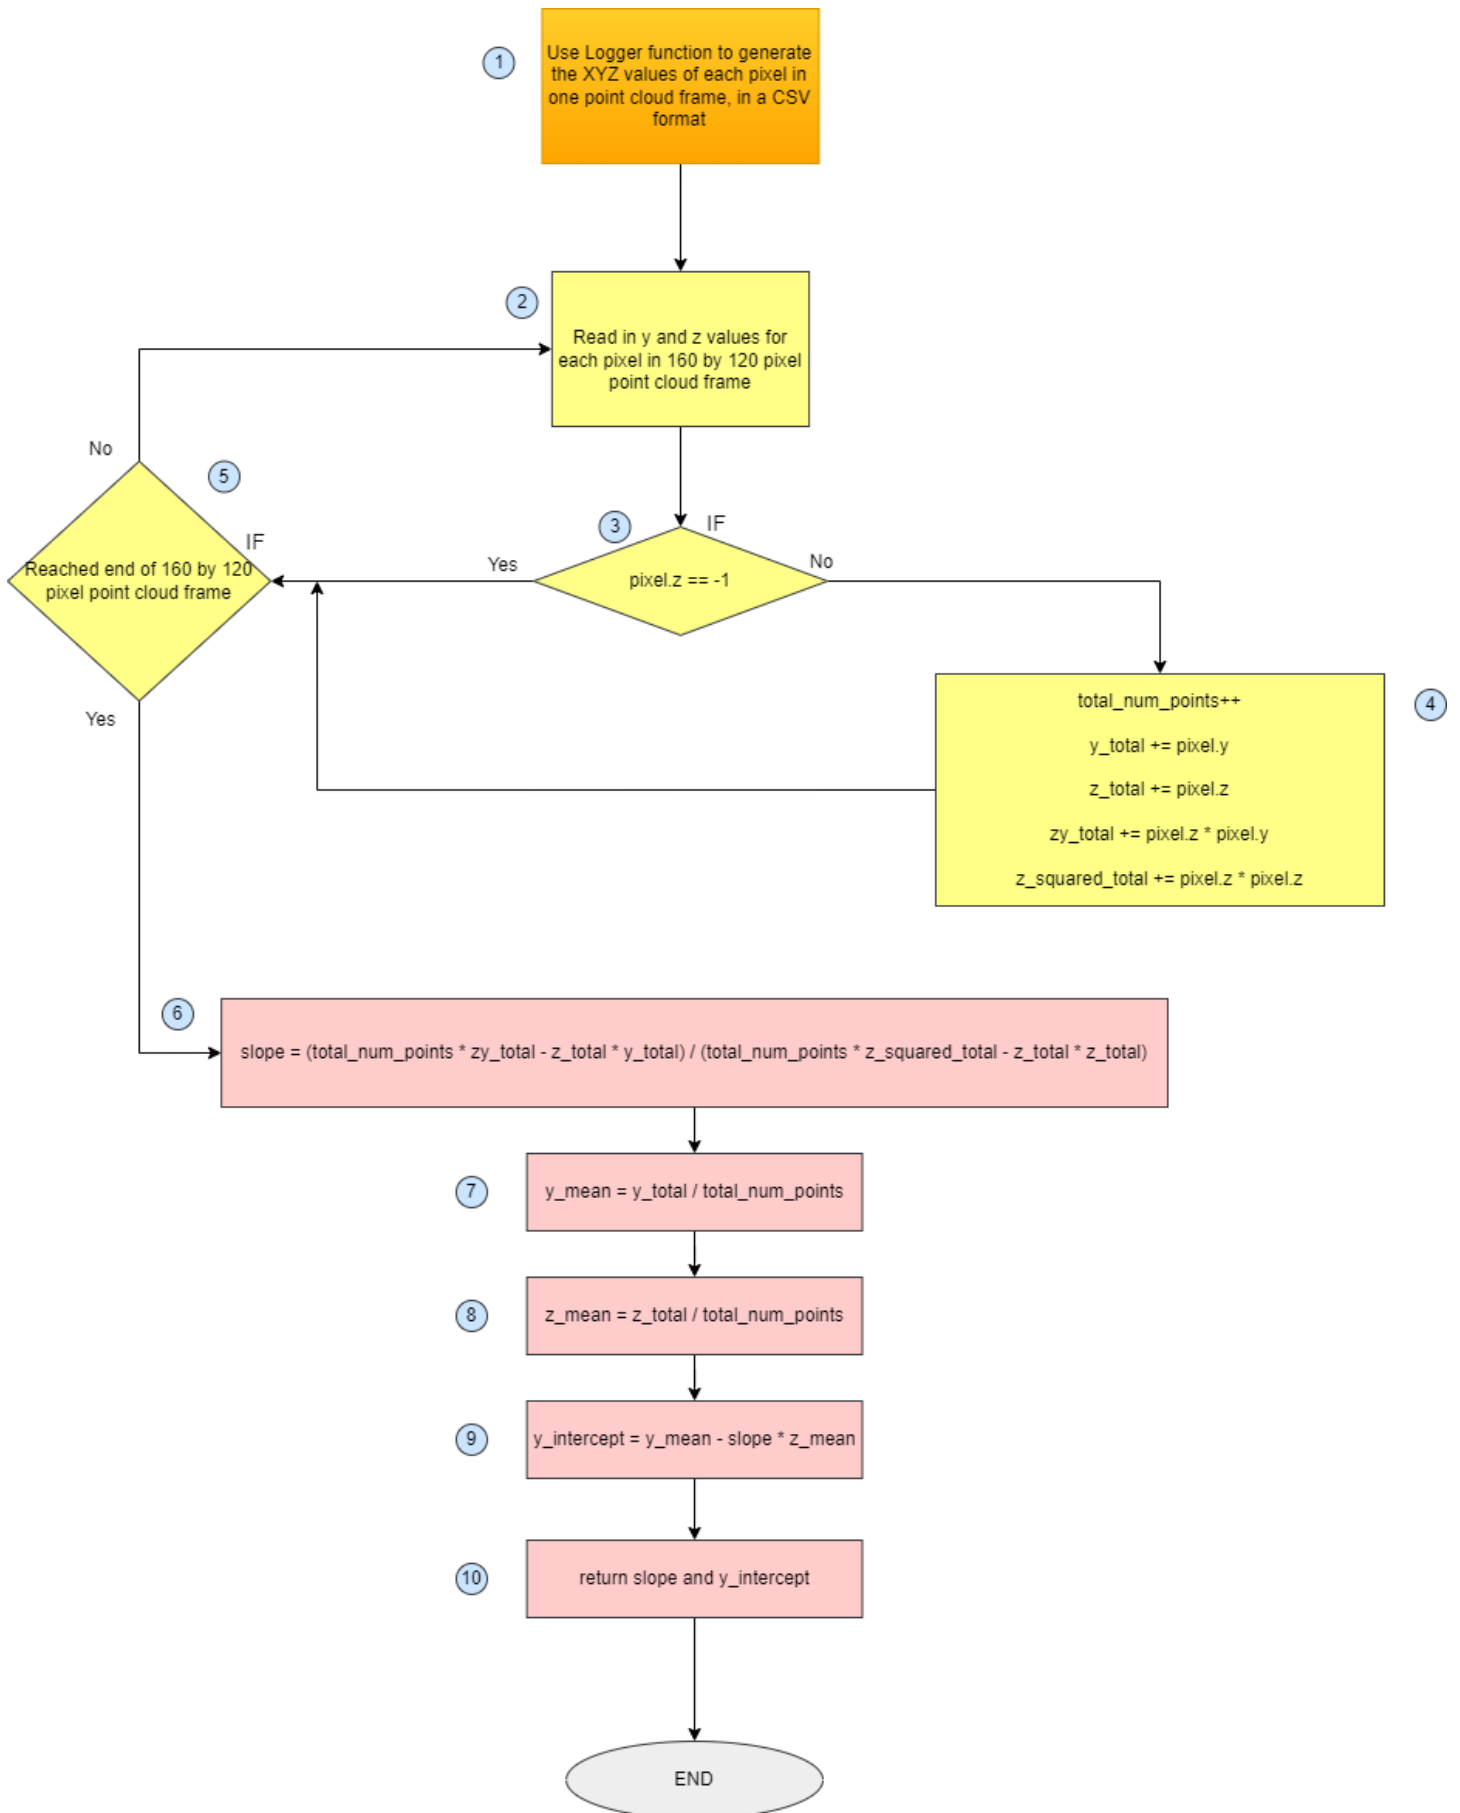 1
Use Logger function to generate
the XYZ values of each pixel in
one point cloud frame, in a CSV
format
2
Read in y and z values for
each pixel in 160 by 120 pixel
point cloud frame
No
5
IF
Reached end of 160 by 120
pixel point cloud frame
Yes
3
IF
Yes
pixel.z == -1
No
4
total_num_points++
y_total += pixel.y
z_total += pixel.z
zy_total += pixel.z * pixel.y
z_squared_total += pixel.z * pixel.z
6
slope = (total_num_points * zy_total - z_total * y_total) / (total_num_points * z_squared_total - z_total * z_total)
7
y_mean = y_total / total_num_points
8
z_mean = z_total / total_num_points
9
y_intercept = y_mean - slope * z_mean
10
return slope and y_intercept
END